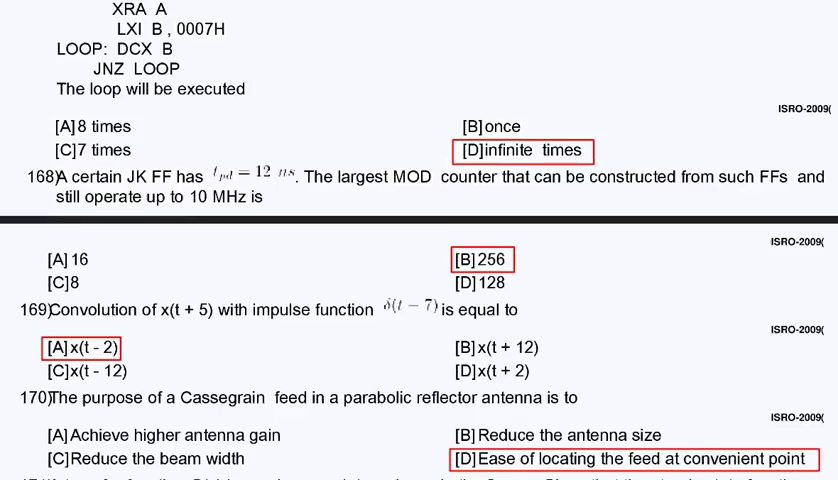 XRA A
LXI B , 0007H
LOOP: DCX B
JNZ LOOP
The loop will be executed
ISRO-2009(
[A]8 times [B]once
[C]7 times [D]infinite times
168)A certain JK FF has t_pd = 12 ns. The largest MOD counter that can be constructed from such FFs and
still operate up to 10 MHz is
ISRO-2009(
[A]16 [B]256
[C]8 [D]128
169)Convolution of x(t + 5) with impulse function δ(t − 7) is equal to
ISRO-2009(
[A]x(t - 2) [B]x(t + 12)
[C]x(t - 12) [D]x(t + 2)
170)The purpose of a Cassegrain feed in a parabolic reflector antenna is to
ISRO-2009(
[A]Achieve higher antenna gain [B]Reduce the antenna size
[C]Reduce the beam width [D]Ease of locating the feed at convenient point